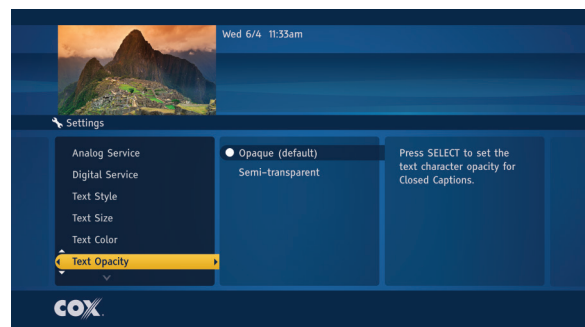 Wed 6/4 11:33am
Settings
Analog Service
Digital Service
Text Style
Text Size
Text Color
Text Opacity
Opaque (default)
Semi-transparent
Press SELECT to set the
text character opacity for
Closed Captions.
COX